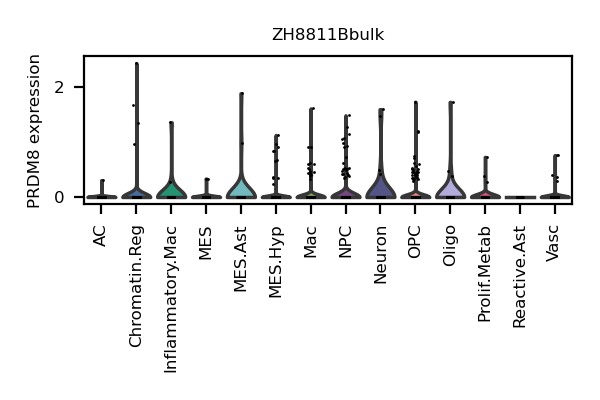 ZH8811Bbulk
PRDM8 expression
2
0
AC
Chromatin.Reg
Inflammatory.Mac
MES
MES.Ast
MES.Hyp
Mac
NPC
Neuron
OPC
Oligo
Prolif.Metab
Reactive.Ast
Vasc